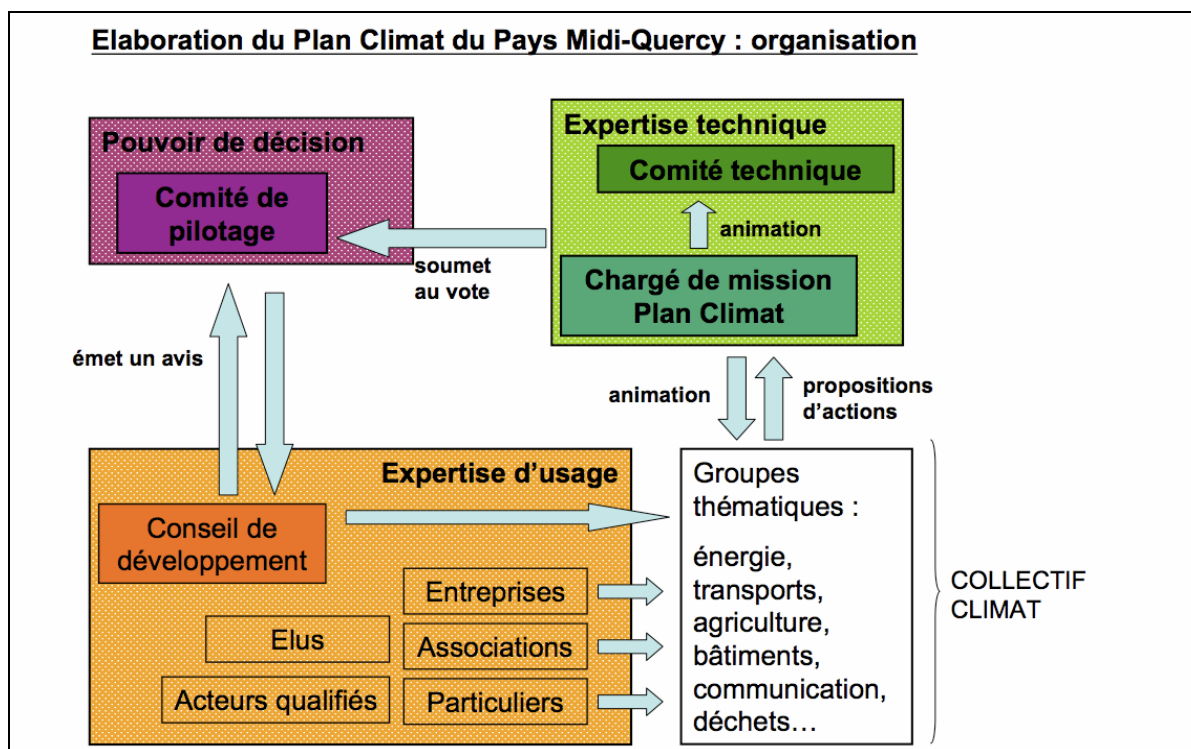 Elaboration du Plan Climat du Pays Midi-Quercy : organisation
Pouvoir de décision
Comité de
pilotage
Expertise technique
Comité technique
animation
Chargé de mission
Plan Climat
soumet
au vote
émet un avis
animation
propositions
d'actions
Expertise d'usage
Conseil de
développement
Entreprises
Elus
Associations
Acteurs qualifiés
Particuliers
Groupes
thématiques :
énergie,
transports,
agriculture,
bâtiments,
communication,
déchets...
COLLECTIF
CLIMAT